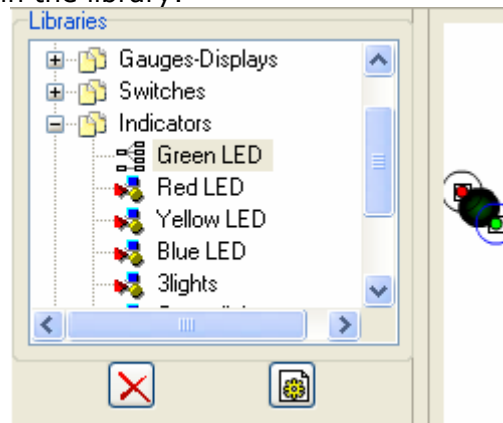 in the library.
Libraries
Gauges-Displays
Switches
Indicators
Green LED
Red LED
Yellow LED
Blue LED
3lights